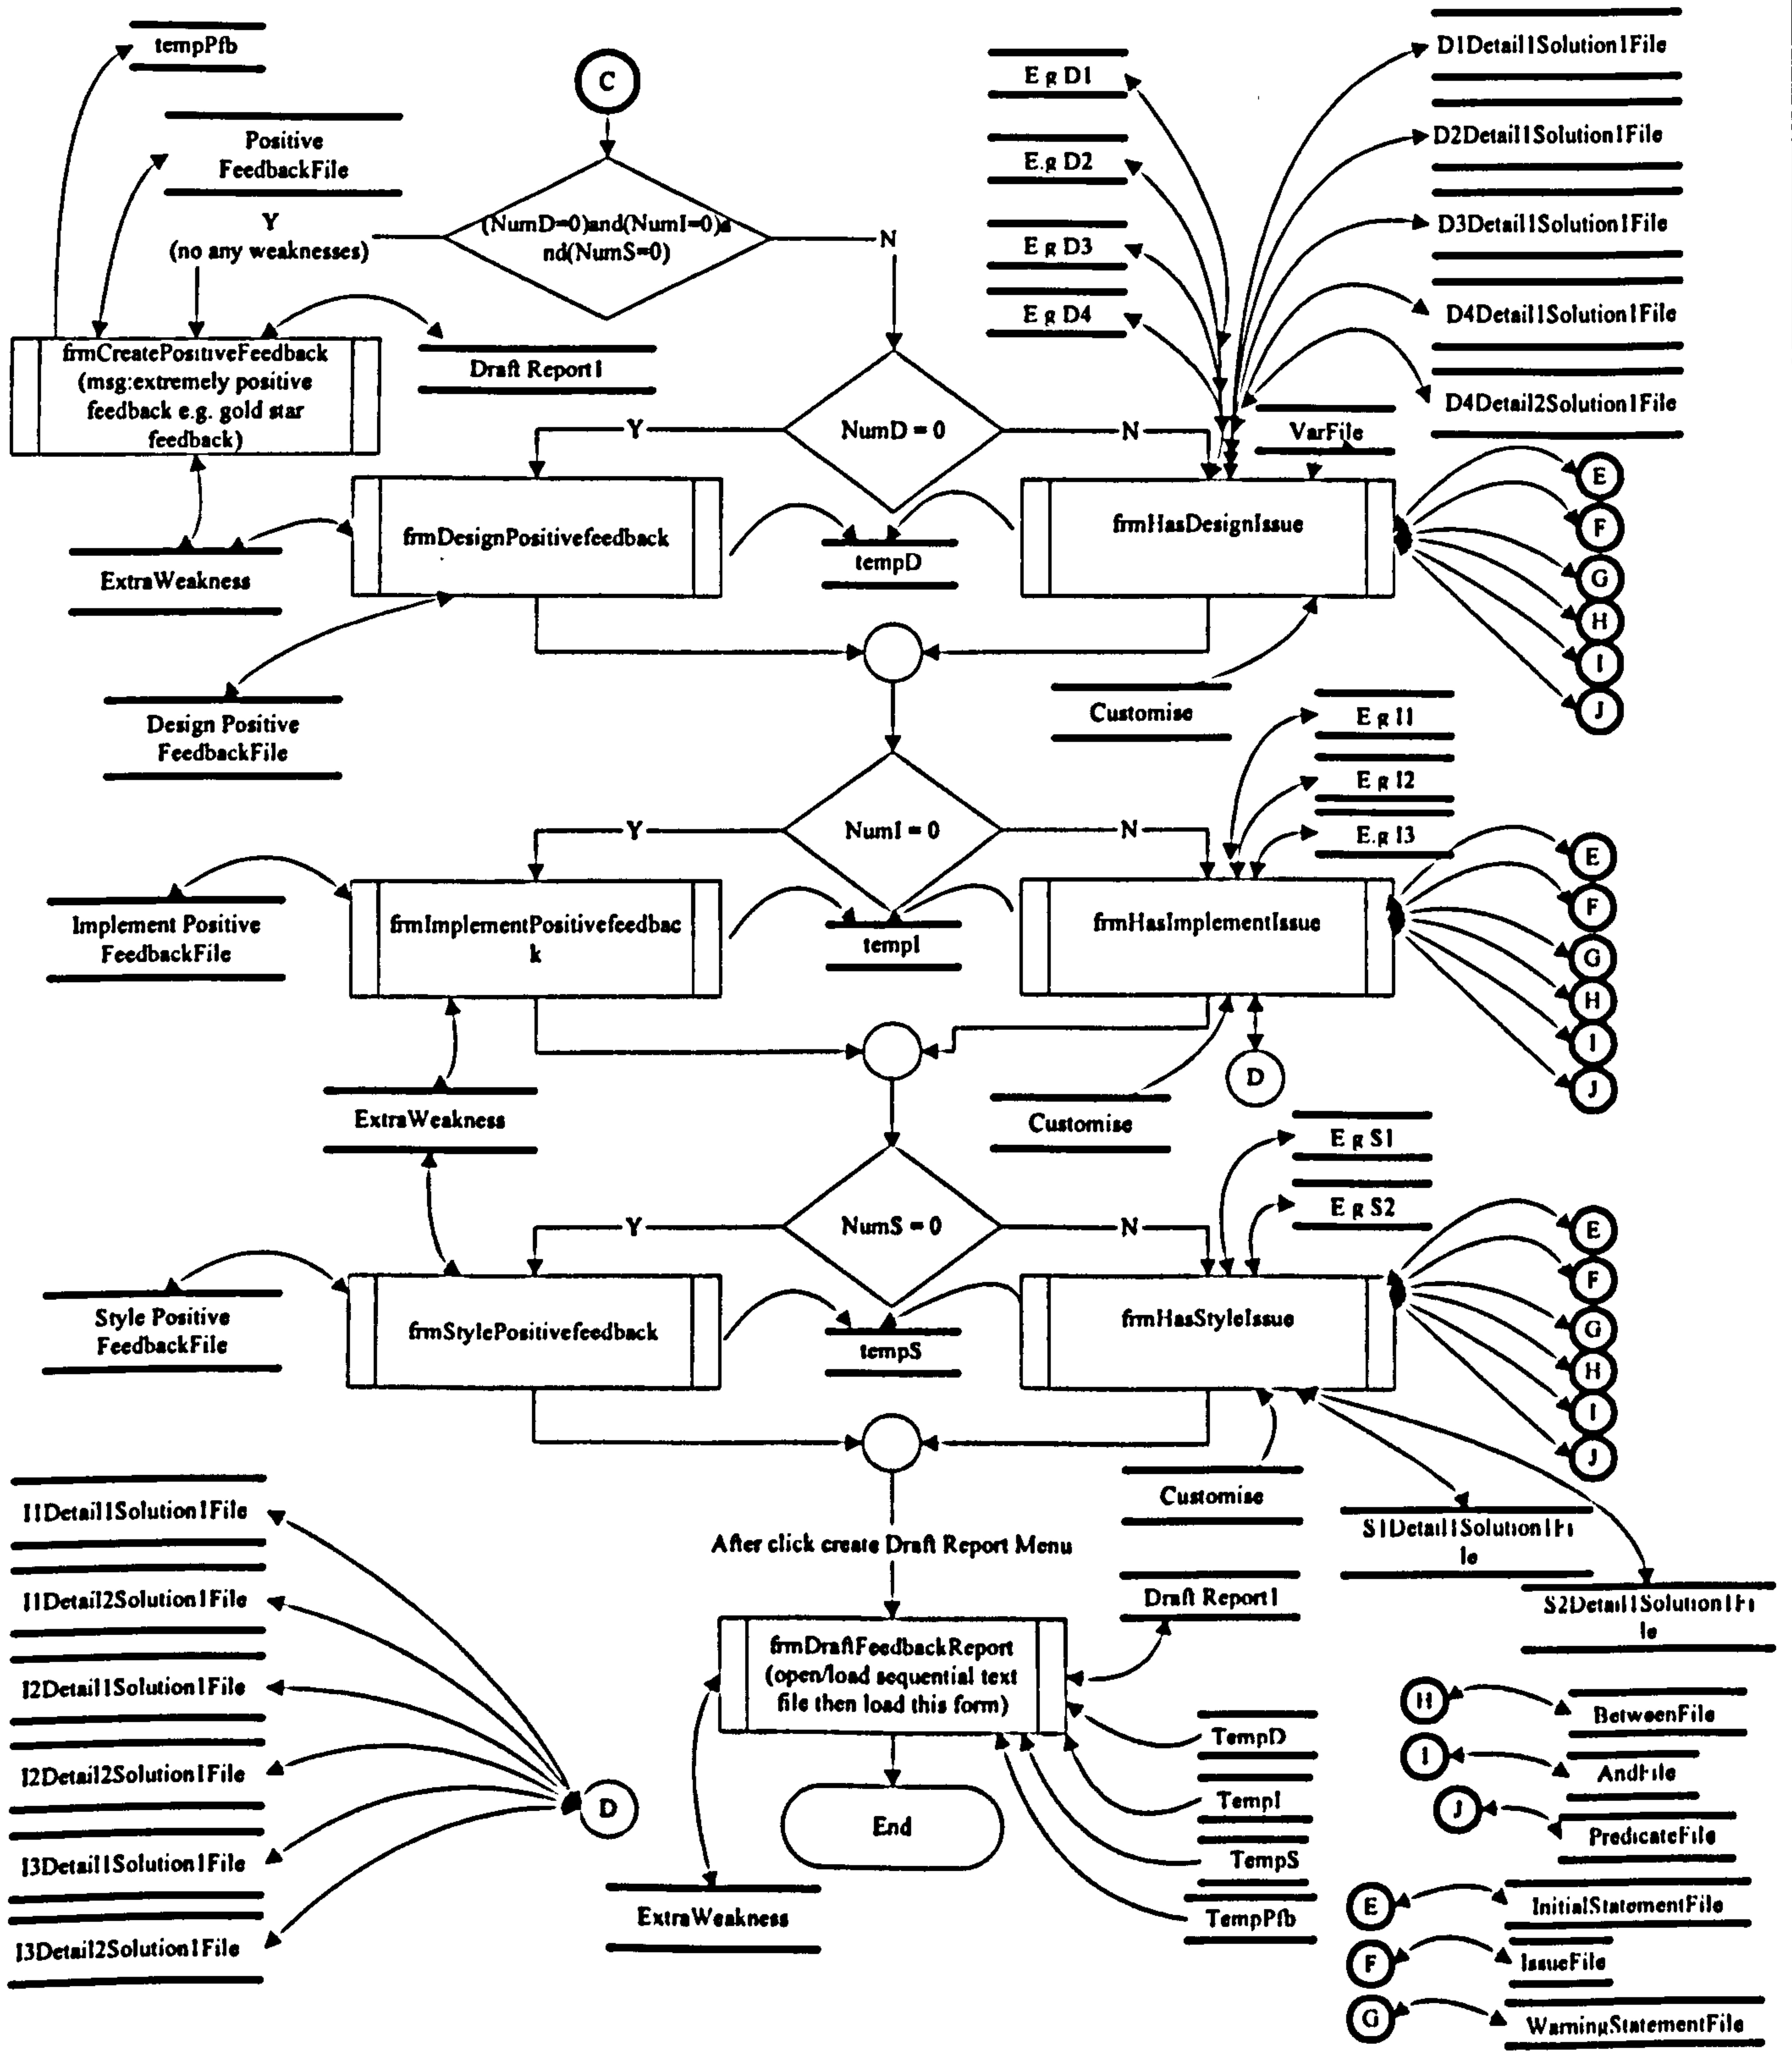 tempPfb
C
Positive
FeedbackFile
Y
(no any weaknesses)
(NumD=0)and(NumI=0)a
nd(NumS=0)
N
E g D1
E.g D2
E g D3
E g D4
D1Detail1Solution1File
D2Detail1Solution1File
D3Detail1Solution1File
D4Detail1Solution1File
D4Detail2Solution1File
VarFile
frmCreatePositiveFeedback
(msg:extremely positive
feedback e.g. gold star
feedback)
Draft Report1
Y
NumD = 0
N
frmDesignPositivefeedback
tempD
frmHasDesignIssue
E
F
G
H
I
J
ExtraWeakness
Design Positive
FeedbackFile
Customise
E g I1
E g I2
E.g I3
Y
NumI = 0
N
Implement Positive
FeedbackFile
frmImplementPositivefeedbac
k
tempI
frmHasImplementIssue
E
F
G
H
I
J
D
ExtraWeakness
Customise
E g S1
E g S2
Y
NumS = 0
N
Style Positive
FeedbackFile
frmStylePositivefeedback
tempS
frmHasStyleIssue
E
F
G
H
I
J
Customise
S1Detail1Solution1Fi
le
S2Detail1Solution1Fi
le
I1Detail1Solution1File
I1Detail2Solution1File
I2Detail1Solution1File
I2Detail2Solution1File
I3Detail1Solution1File
I3Detail2Solution1File
D
After click create Draft Report Menu
Draft Report1
frmDraftFeedbackReport
(open/load sequential text
file then load this form)
TempD
TempI
TempS
TempPfb
End
ExtraWeakness
H
BetweenFile
I
AndFile
J
PredicateFile
E
InitialStatementFile
F
IssueFile
G
WarningStatementFile